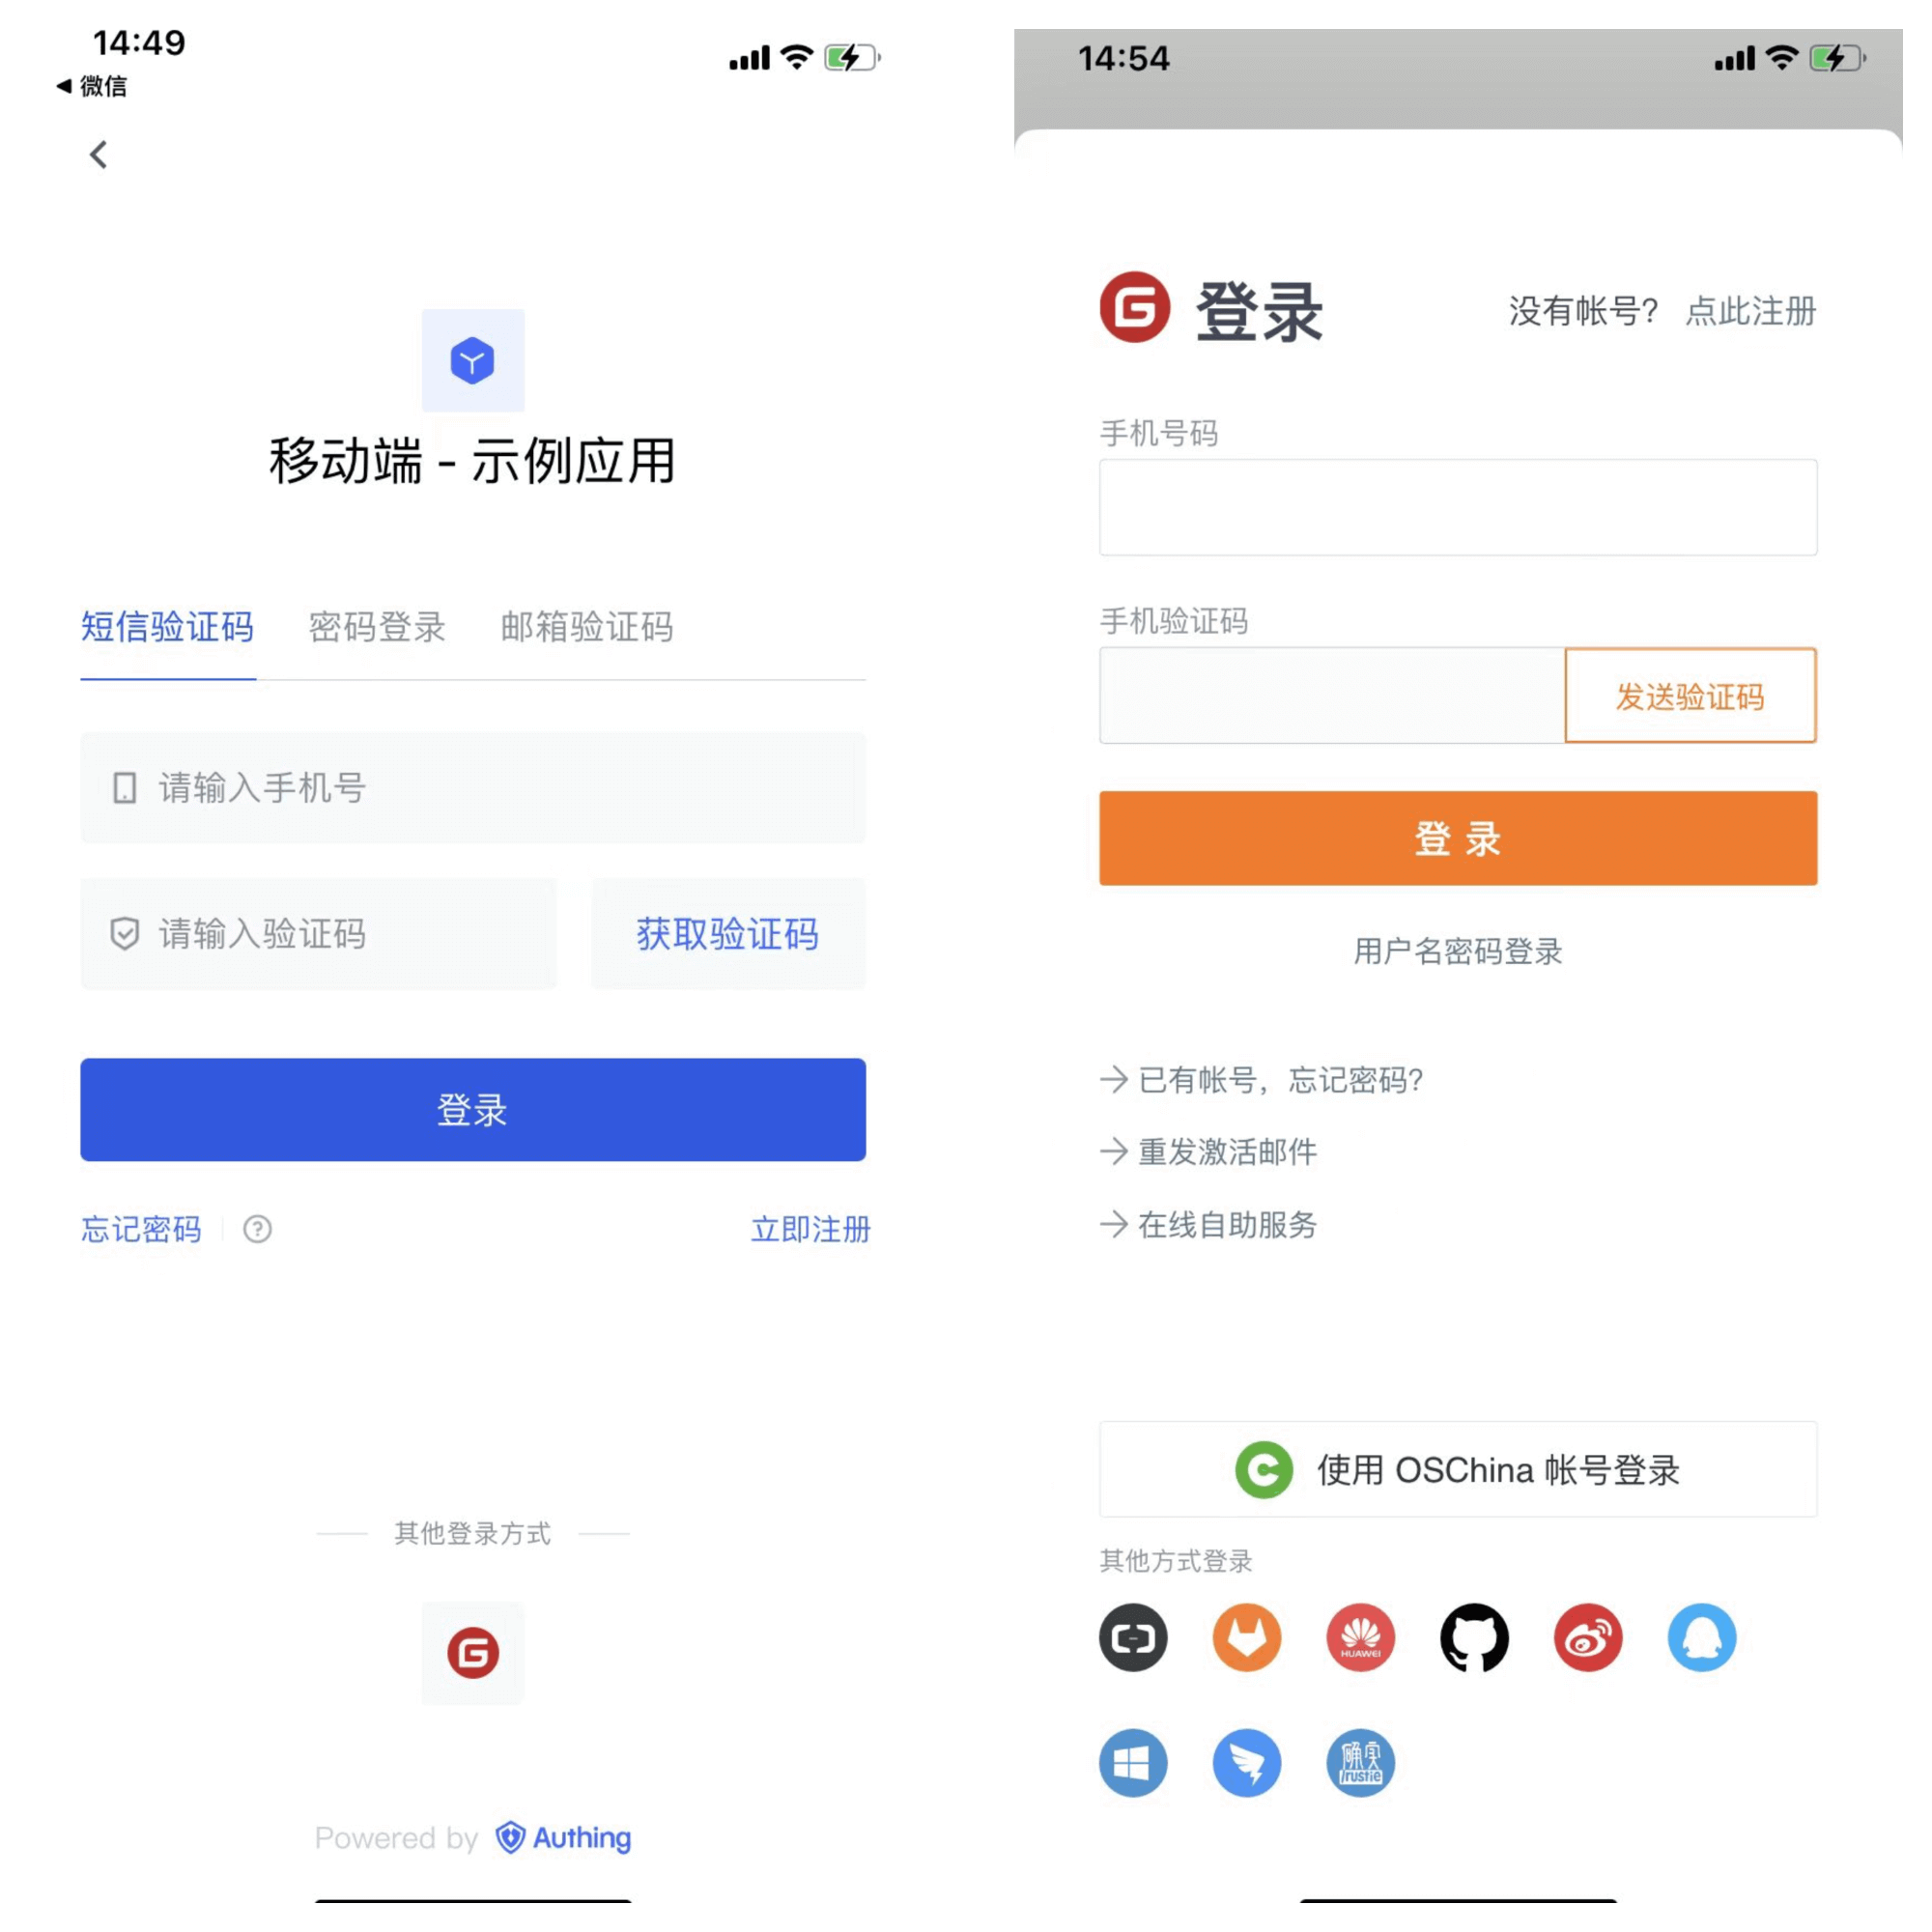 14:49
微信
移动端 - 示例应用
短信验证码 密码登录 邮箱验证码
请输入手机号
请输入验证码 获取验证码
登录
忘记密码 立即注册
其他登录方式
Powered by Authing
14:54
登录 没有帐号? 点此注册
手机号码
手机验证码
发送验证码
登 录
用户名密码登录
已有帐号，忘记密码?
重发激活邮件
在线自助服务
使用 OSChina 帐号登录
其他方式登录
HUAWEI
确实
Trustie